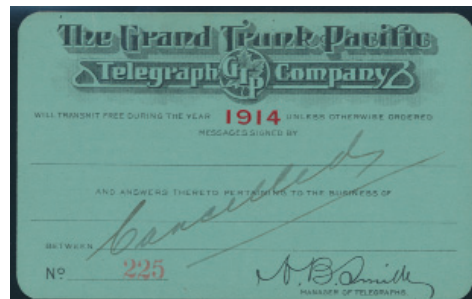 The Grand Trunk Pacific
Telegraph GTP Company
WILL TRANSMIT FREE DURING THE YEAR 1914 UNLESS OTHERWISE ORDERED
MESSAGES SIGNED BY
AND ANSWERS THERETO PERTAINING TO THE BUSINESS OF
Cancelled
BETWEEN
No 225
A.B. Smith
MANAGER OF TELEGRAPHS.